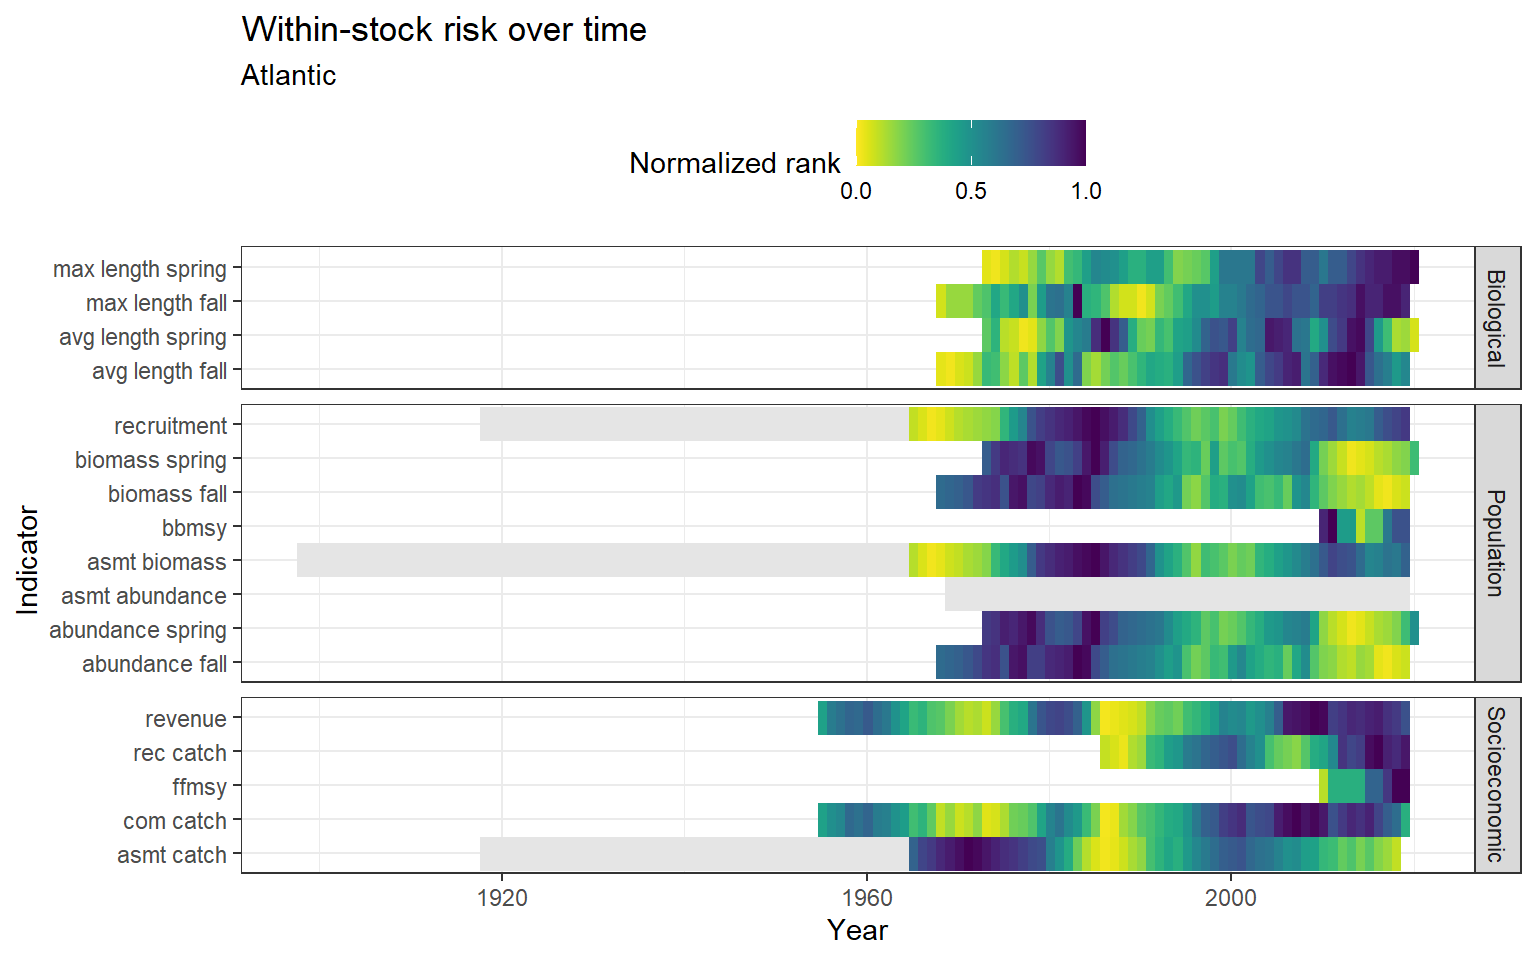 Within-stock risk over time
Atlantic
Normalized rank
0.0 0.5 1.0
max length spring
max length fall
avg length spring
avg length fall
Biological
recruitment
biomass spring
biomass fall
bbmsy
asmt biomass
asmt abundance
abundance spring
abundance fall
Population
revenue
rec catch
ffmsy
com catch
asmt catch
Socioeconomic
Indicator
1920 1960 2000
Year